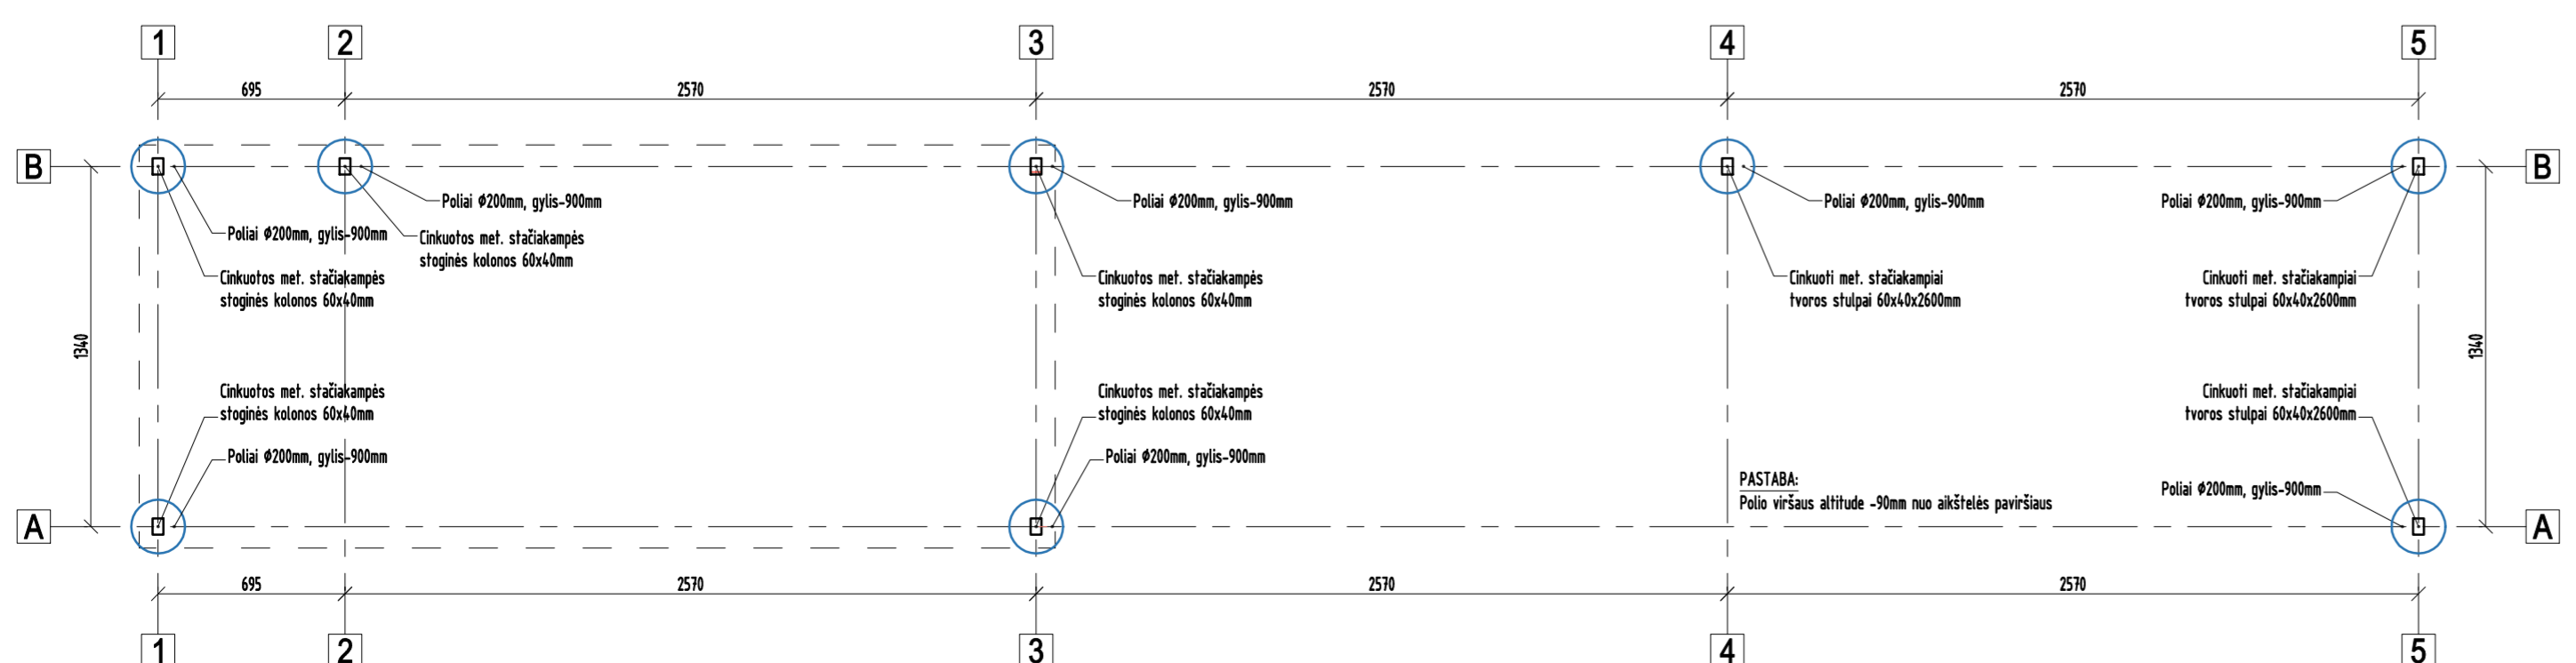 1 2 3 4 5
695 2570 2570 2570
B B
Poliai Ø200mm, gylis-900mm
Poliai Ø200mm, gylis-900mm
Poliai Ø200mm, gylis-900mm
Poliai Ø200mm, gylis-900mm
Poliai Ø200mm, gylis-900mm
Cinkuotos met. stačiakampės
stoginės kolonos 60x40mm
Cinkuotos met. stačiakampės
stoginės kolonos 60x40mm
Cinkuotos met. stačiakampės
stoginės kolonos 60x40mm
Cinkuoti met. stačiakampiai
tvoros stulpai 60x40x2600mm
Cinkuoti met. stačiakampiai
tvoros stulpai 60x40x2600mm
1340 1340
Cinkuotos met. stačiakampės
stoginės kolonos 60x40mm
Cinkuotos met. stačiakampės
stoginės kolonos 60x40mm
Cinkuoti met. stačiakampiai
tvoros stulpai 60x40x2600mm
Poliai Ø200mm, gylis-900mm
Poliai Ø200mm, gylis-900mm
PASTABA:
Polio viršaus altitude -90mm nuo aikštelės paviršiaus
Poliai Ø200mm, gylis-900mm
A A
695 2570 2570 2570
1 2 3 4 5